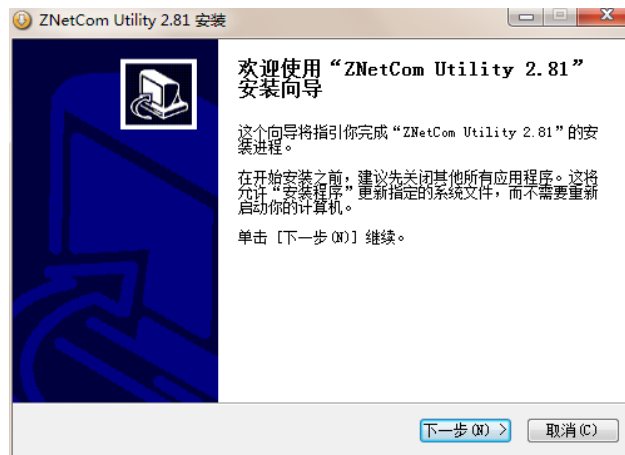 ZNetCom Utility 2.81 安装
欢迎使用“ZNetCom Utility 2.81”
安装向导
这个向导将指引你完成“ZNetCom Utility 2.81”的安
装进程。
在开始安装之前，建议先关闭其他所有应用程序。这将
允许“安装程序”更新指定的系统文件，而不需要重新
启动你的计算机。
单击 [下一步(N)] 继续。
下一步(N) >
取消(C)